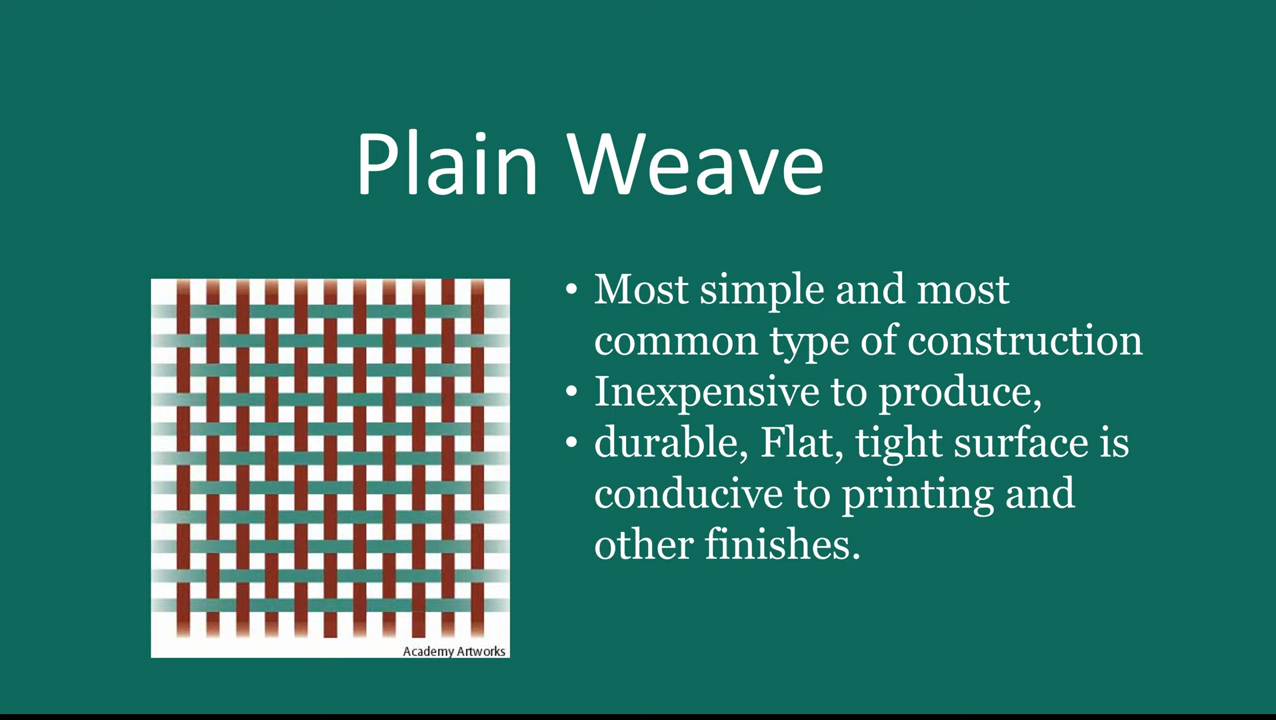 Plain Weave
• Most simple and most
common type of construction
• Inexpensive to produce,
• durable, Flat, tight surface is
conducive to printing and
other finishes.
Academy Artworks